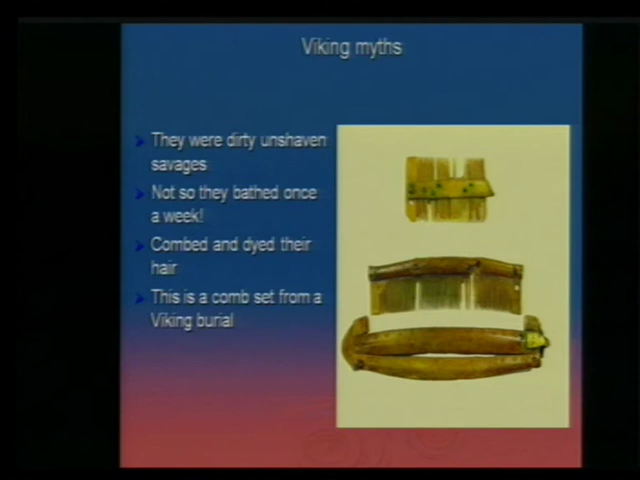 Viking myths
They were dirty unshaven
savages
Not so they bathed once
a week!
Combed and dyed their
hair
This is a comb set from a
Viking burial